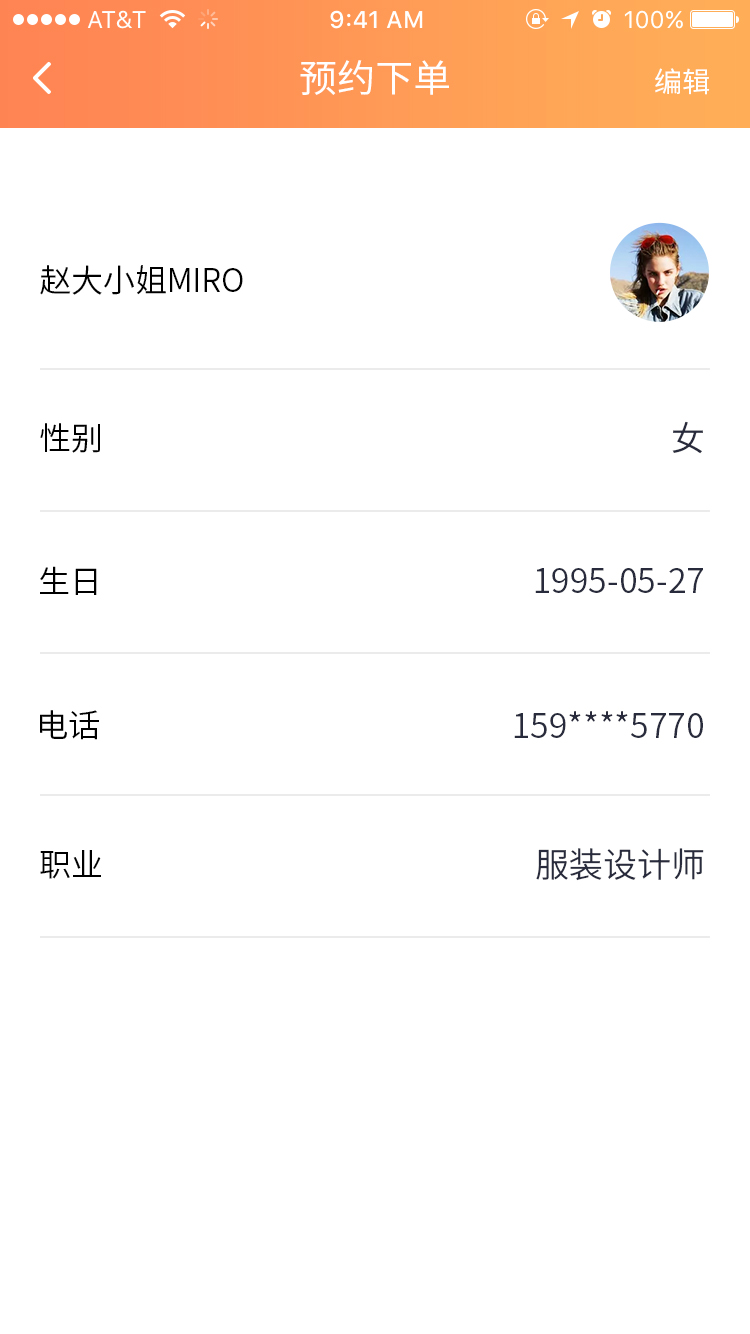 AT&T 9:41 AM 100%
预约下单 编辑
赵大小姐MIRO
性别 女
生日 1995-05-27
电话 159****5770
职业 服装设计师